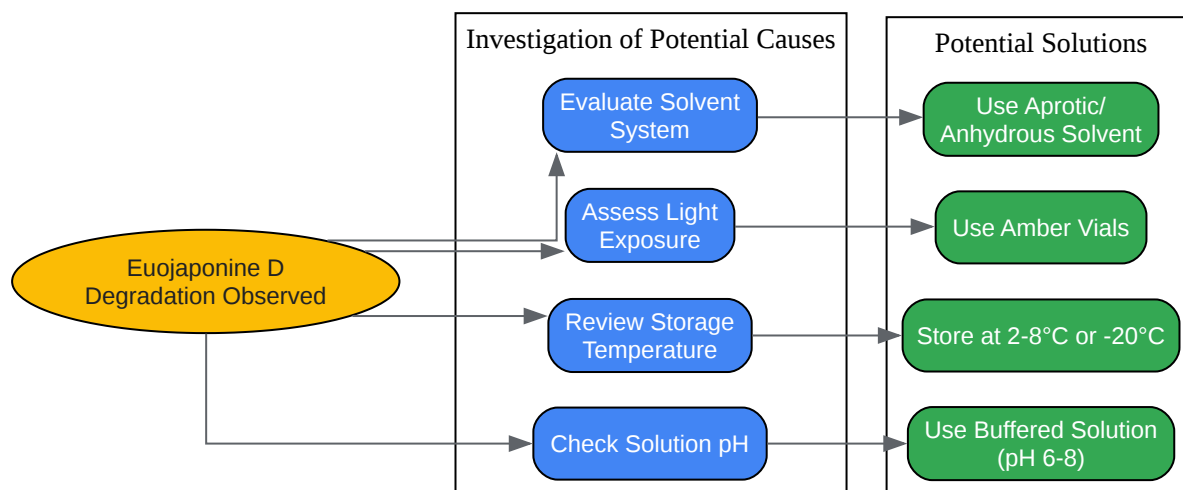 Investigation of Potential Causes
Potential Solutions
Evaluate Solvent
System
Use Aprotic/
Anhydrous Solvent
Assess Light
Exposure
Use Amber Vials
Euojaponine D
Degradation Observed
Review Storage
Temperature
Store at 2-8°C or -20°C
Check Solution pH
Use Buffered Solution
(pH 6-8)